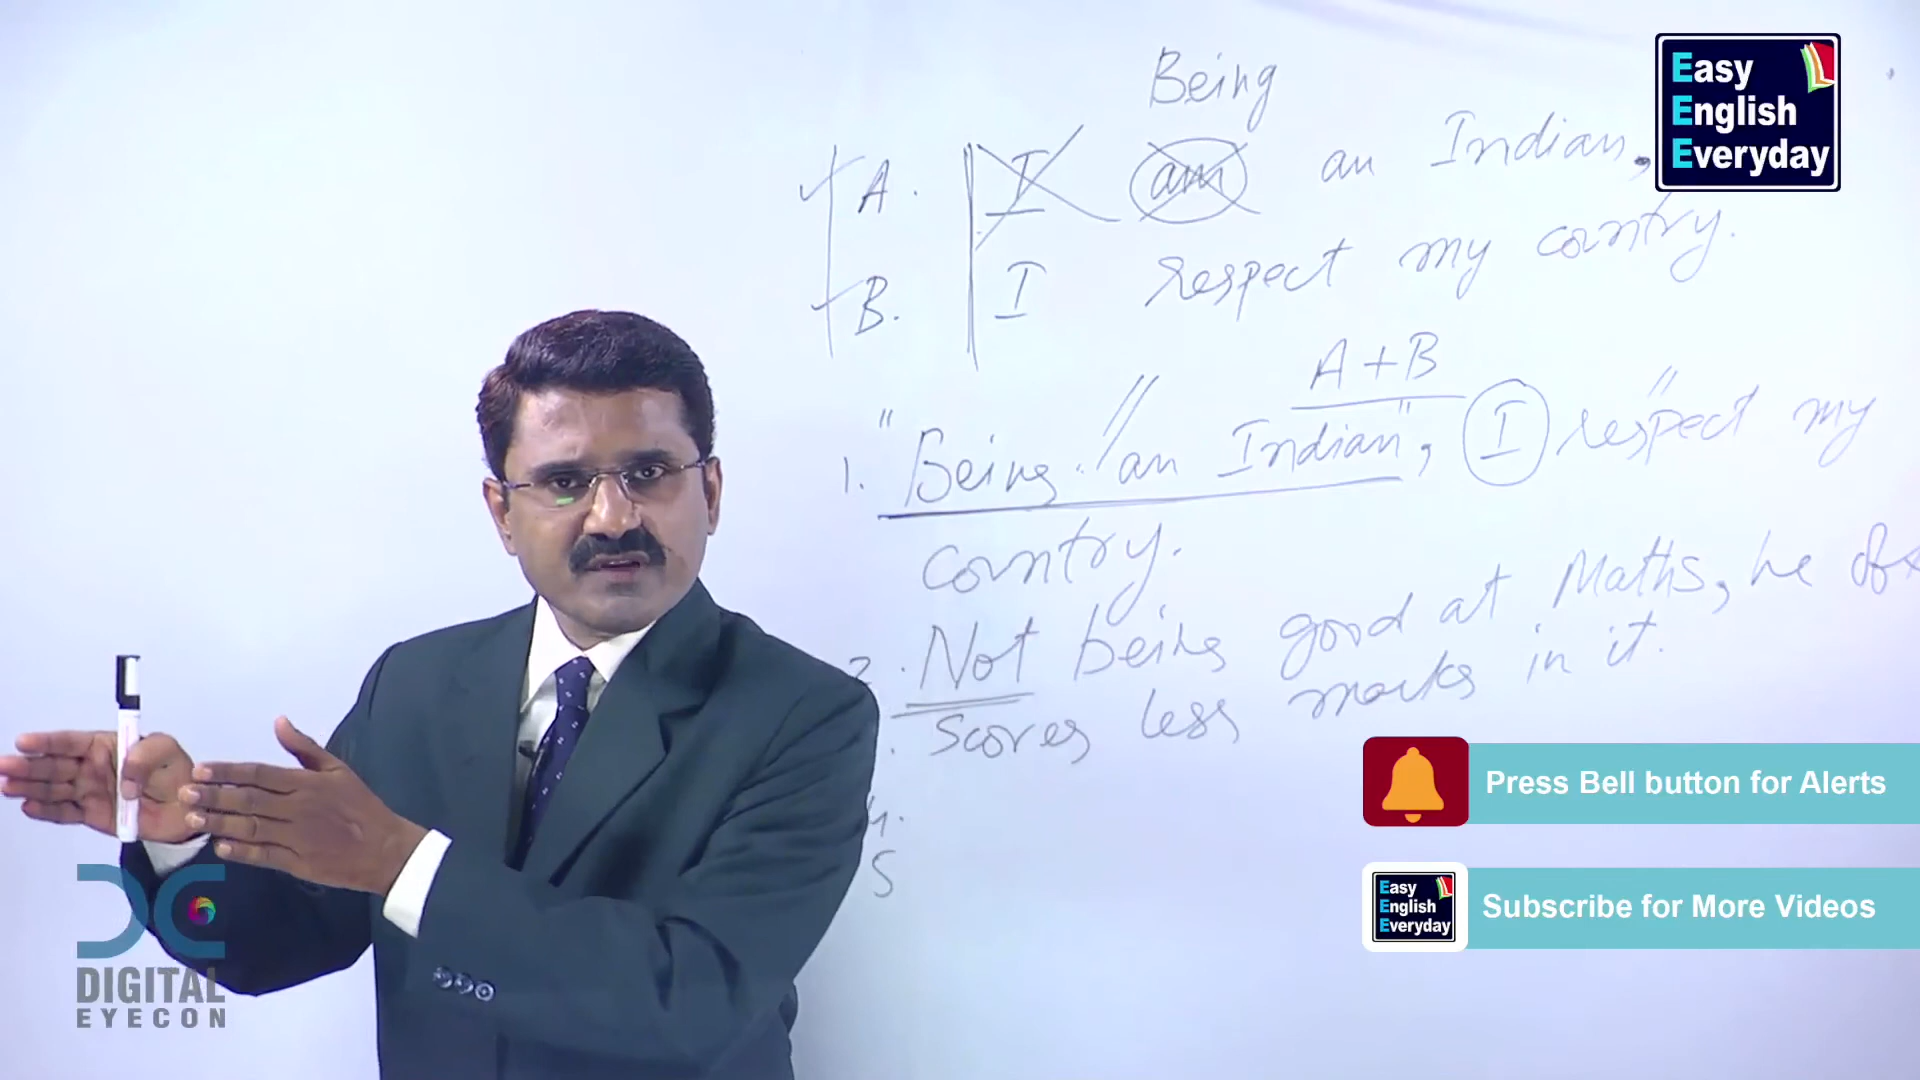 Being
A. I am an Indian,
B. I respect my country.
A+B
1. "Being" an Indian", I respect my
country.
2. Not being good at Maths, he
scores less marks in it.
4.
5
Easy
English
Everyday
Press Bell button for Alerts
Easy
English
Everyday
Subscribe for More Videos
DIGITAL
EYECON